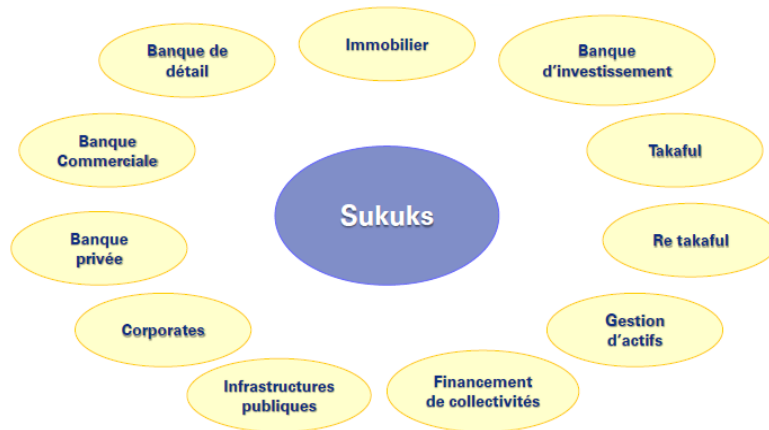 Immobilier
Banque de
détail
Banque
d'investissement
Banque
Commerciale
Takaful
Sukuks
Banque
privée
Re takaful
Corporates
Gestion
d'actifs
Infrastructures
publiques
Financement
de collectivités